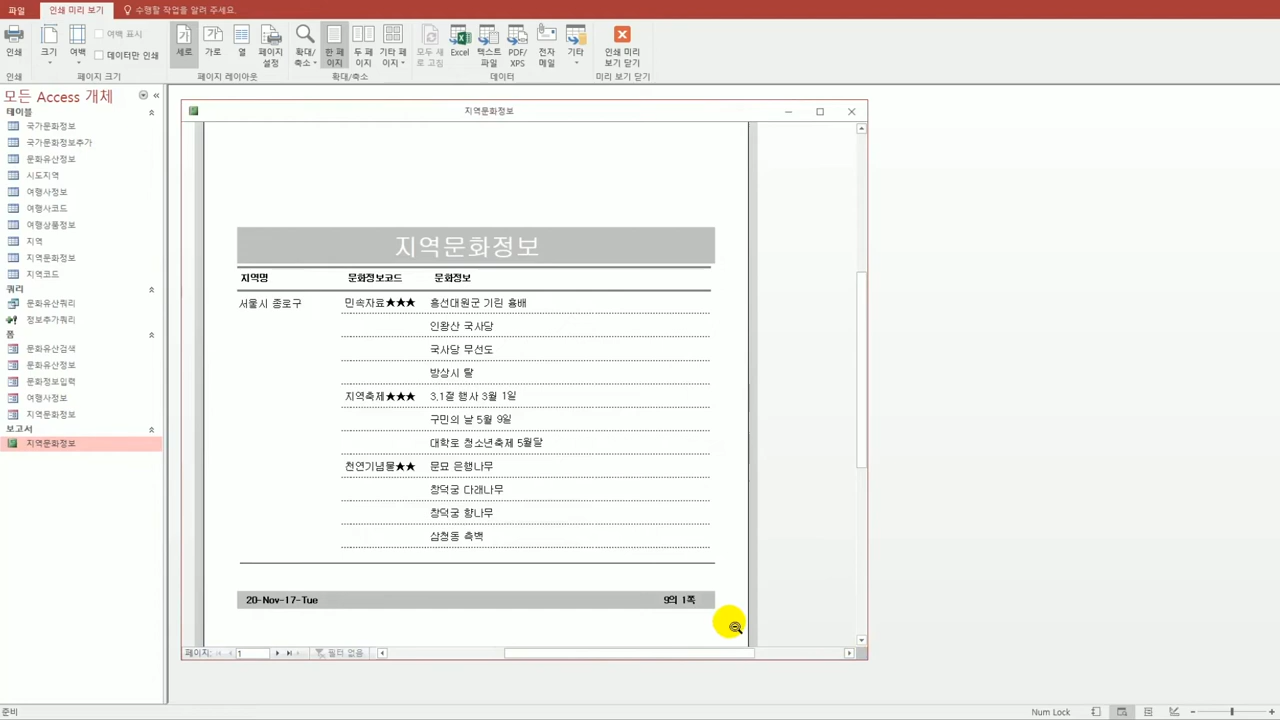 파일 인쇄 미리 보기 수행할 작업을 알려 주세요.
인쇄 크기 여백 여백 표시 데이터만 인쇄 세로 가로 열 페이지 설정 확대/축소 한 페이지 두 페이지 기타 페이지 모두 새로 고침 Excel 텍스트 파일 PDF/XPS 전자 메일 기타 인쇄 미리 보기 닫기
인쇄 페이지 크기 페이지 레이아웃 확대/축소 데이터 미리 보기 닫기
모든 Access 개체
테이블
국가문화정보
국가문화정보추가
문화유산정보
시도지역
여행사정보
여행사코드
여행상품정보
지역
지역문화정보
지역코드
쿼리
문화유산쿼리
정보추가쿼리
폼
문화유산검색
문화유산정보
문화정보입력
여행사정보
지역문화정보
보고서
지역문화정보
지역문화정보
지역문화정보
지역명 문화정보코드 문화정보
서울시 종로구 민속자료★★★ 흥선대원군 기린 흉배
인왕산 국사당
국사당 무선도
방상시 탈
지역축제★★★ 3,1절 행사 3월 1일
구민의 날 5월 9일
대학로 청소년축제 5월달
천연기념물★★ 문묘 은행나무
창덕궁 다래나무
창덕궁 향나무
삼청동 측백
20-Nov-17-Tue 9의 1쪽
페이지: 1 필터 없음
준비 Num Lock